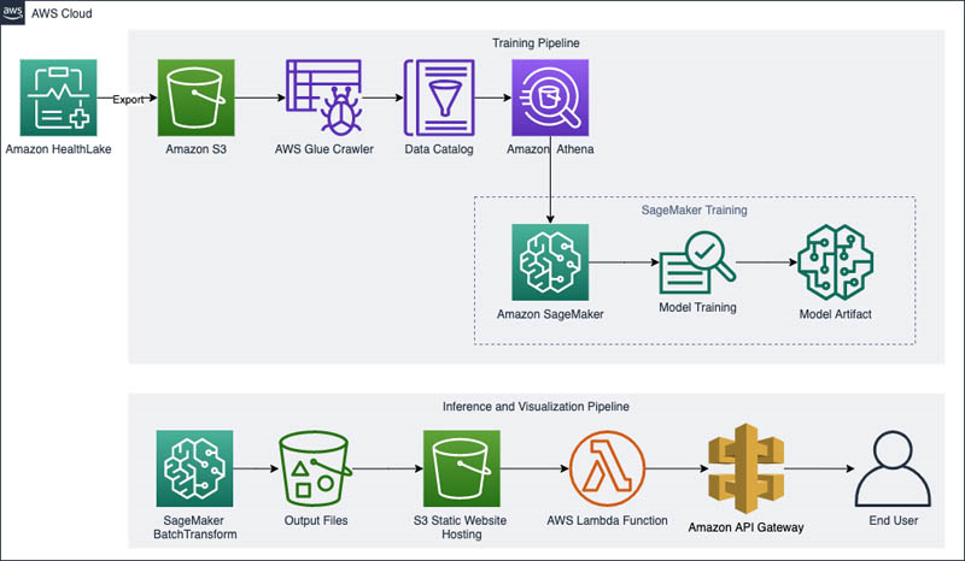 aws
AWS Cloud
Training Pipeline
Export
Amazon HealthLake
Amazon S3
AWS Glue Crawler
Data Catalog
Amazon Athena
SageMaker Training
Amazon SageMaker
Model Training
Model Artifact
Inference and Visualization Pipeline
SageMaker
BatchTransform
Output Files
S3 Static Website
Hosting
AWS Lambda Function
Amazon API Gateway
End User